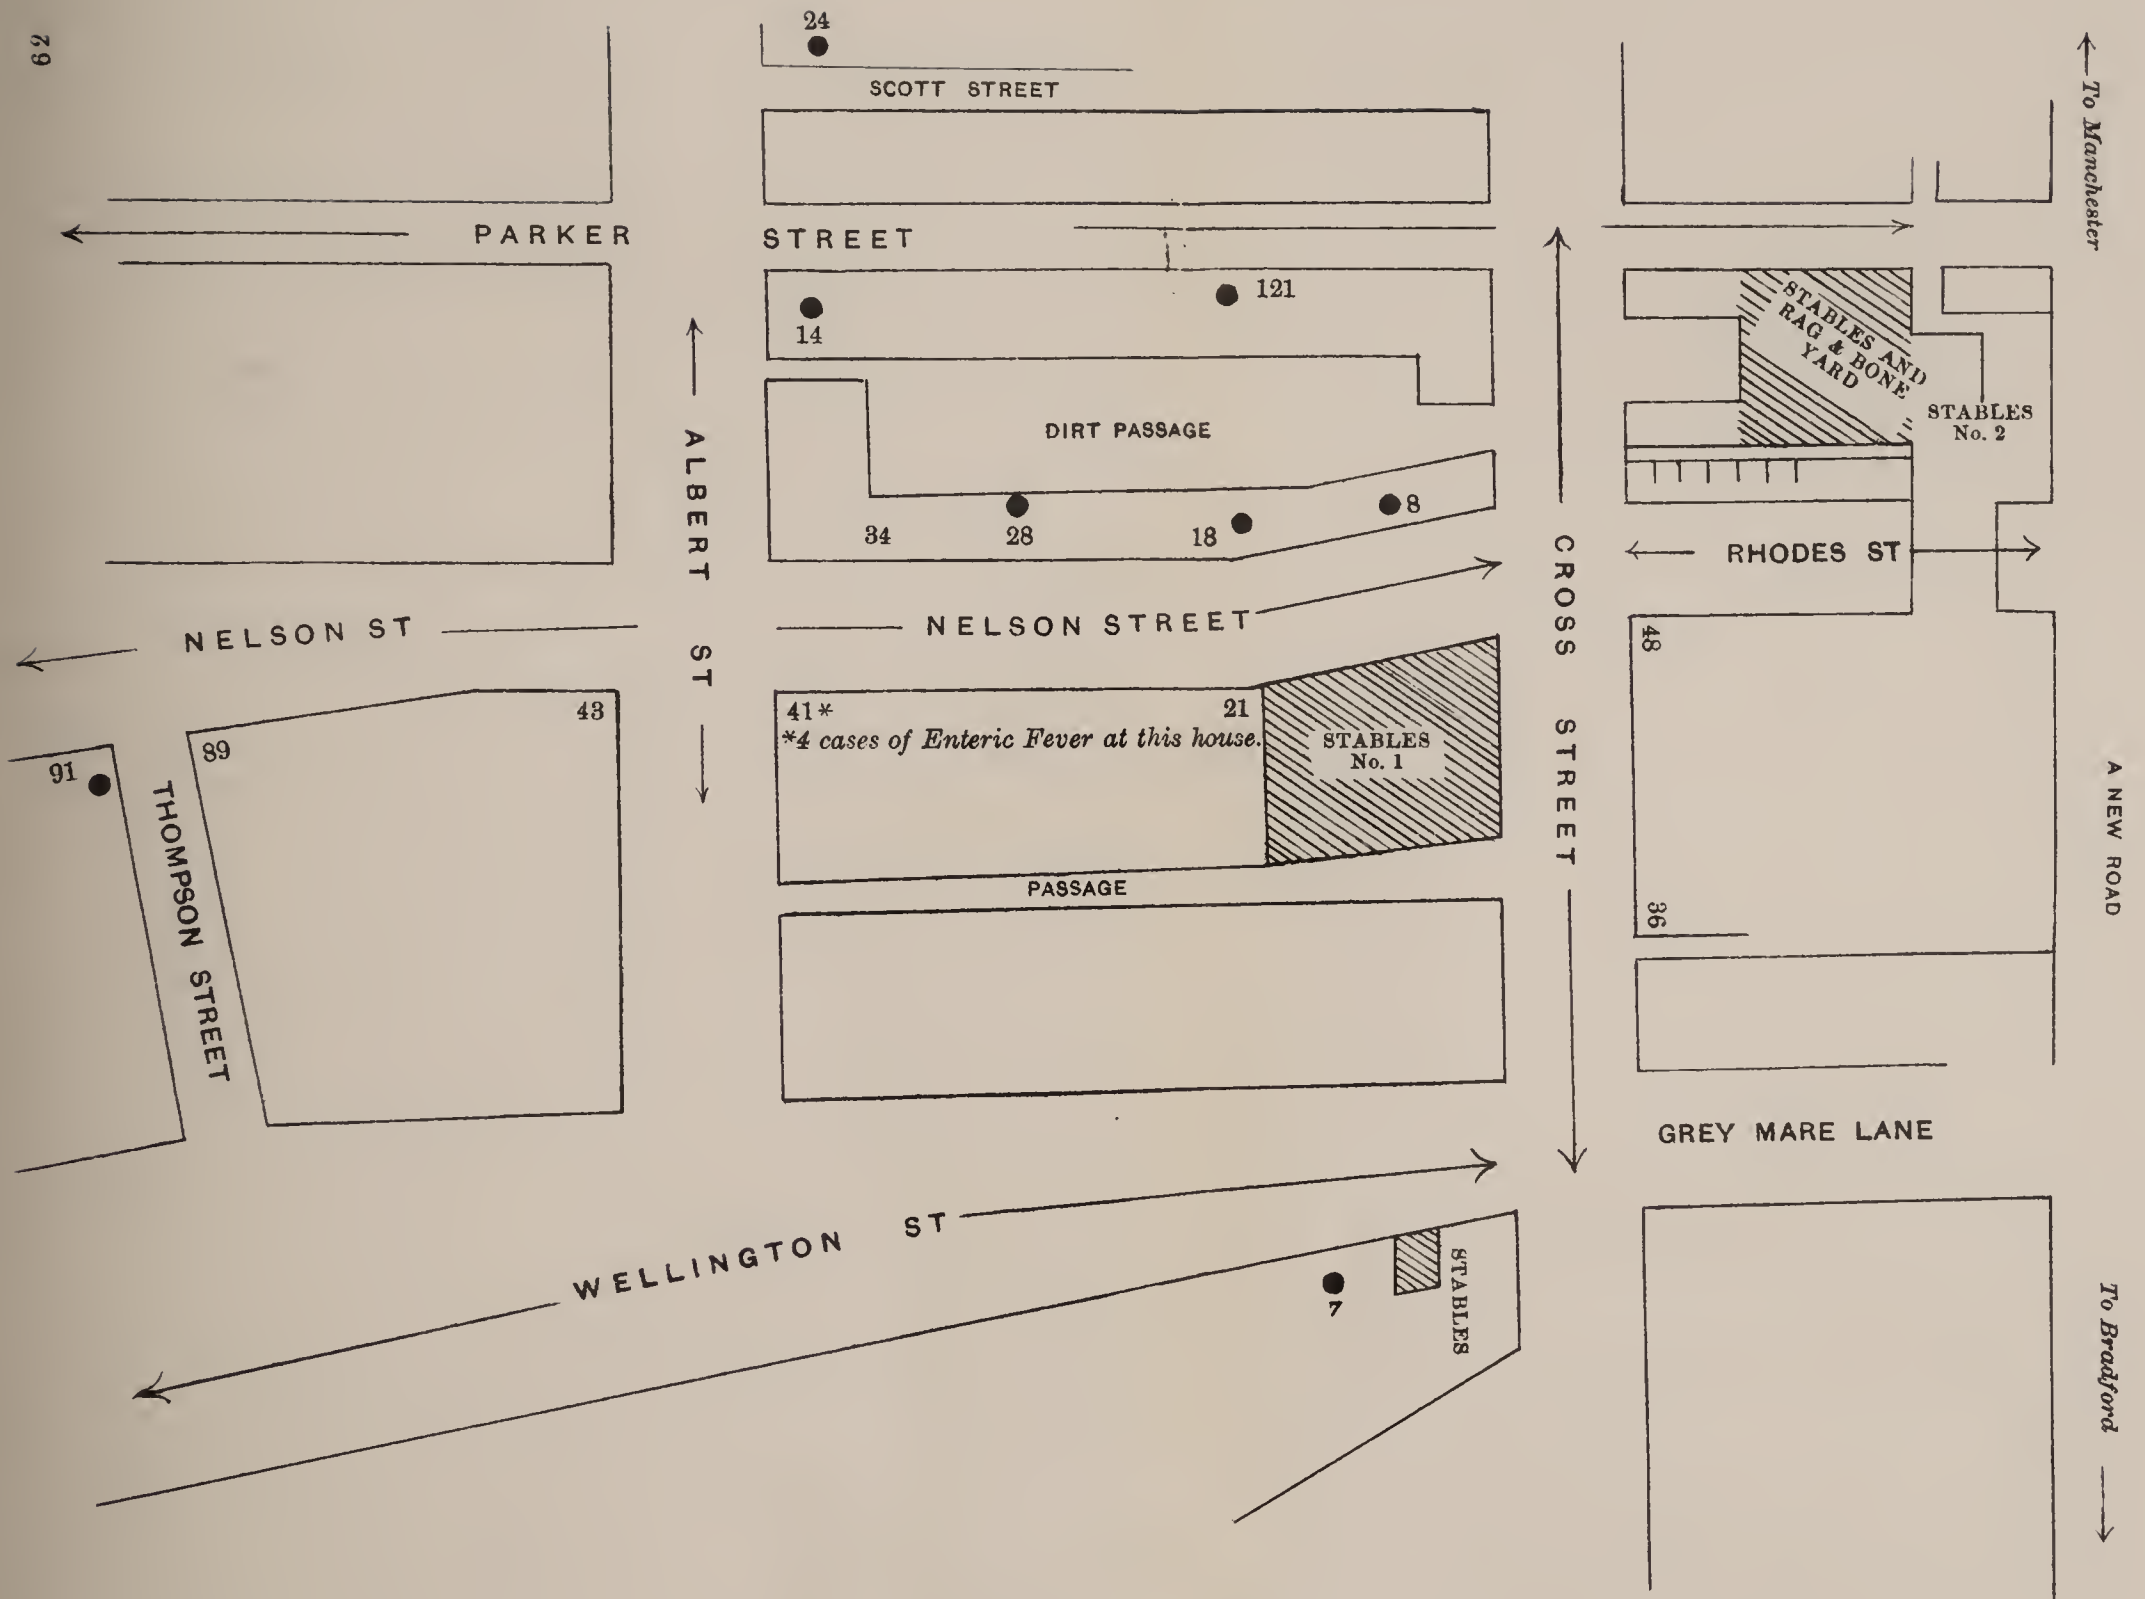 62
24
SCOTT STREET
To Manchester
PARKER STREET
14
121
STABLES AND
RAG & BONE
YARD
STABLES
No. 2
DIRT PASSAGE
ALBERT ST
34
28
18
8
CROSS STREET
RHODES ST
NELSON ST
NELSON STREET
48
43
41*
21
*4 cases of Enteric Fever at this house.
STABLES
No. 1
89
91
THOMPSON STREET
A NEW ROAD
PASSAGE
36
GREY MARE LANE
WELLINGTON ST
7
STABLES
To Bradford